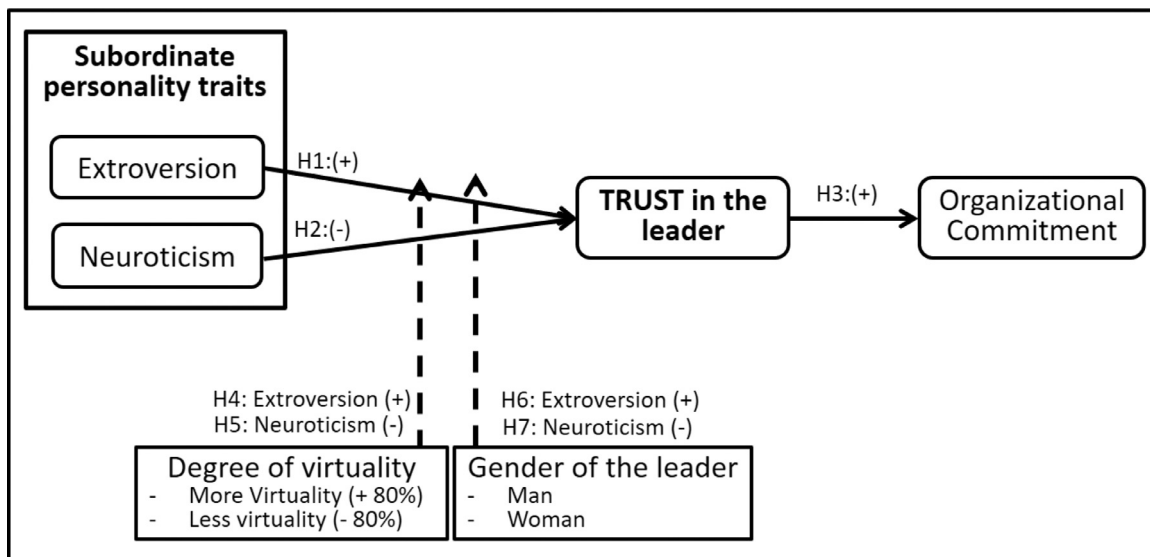 Subordinate
personality traits
Extroversion
Neuroticism
H1:(+)
H2:(-)
TRUST in the
leader
H3:(+)
Organizational
Commitment
H4: Extroversion (+)
H5: Neuroticism (-)
H6: Extroversion (+)
H7: Neuroticism (-)
Degree of virtuality
- More Virtuality (+ 80%)
- Less virtuality (- 80%)
Gender of the leader
- Man
- Woman